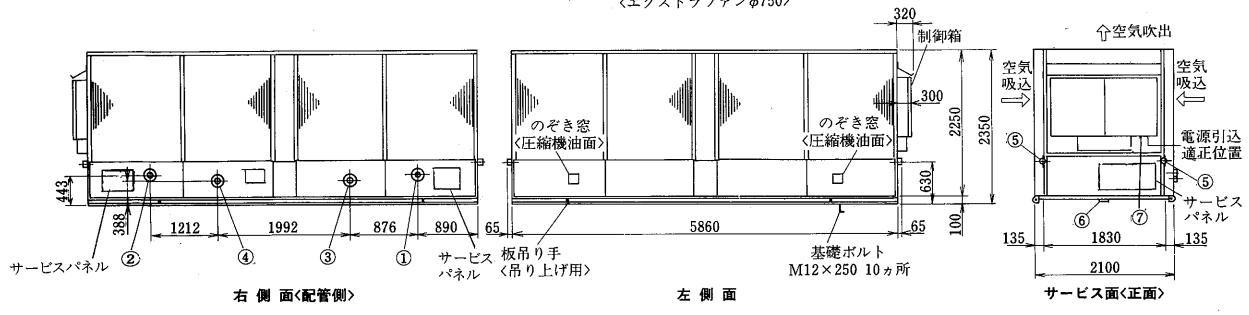 <エクストラファンφ750>
320
制御箱
⇧空気吹出
空気
吸込
空気
吸込
300
2250
2350
のぞき窓
<圧縮機油面>
のぞき窓
<圧縮機油面>
電源引込
適正位置
⑤
⑤
443
388
630
100
サービス
パネル
⑥
⑦
1212
1992
876
890
65
5860
65
135
1830
135
2100
サービスパネル
②
④
③
①
サービス
パネル
板吊り手
<吊り上げ用>
基礎ボルト
M12×250 10ヵ所
右側面<配管側>
左側面
サービス面<正面>